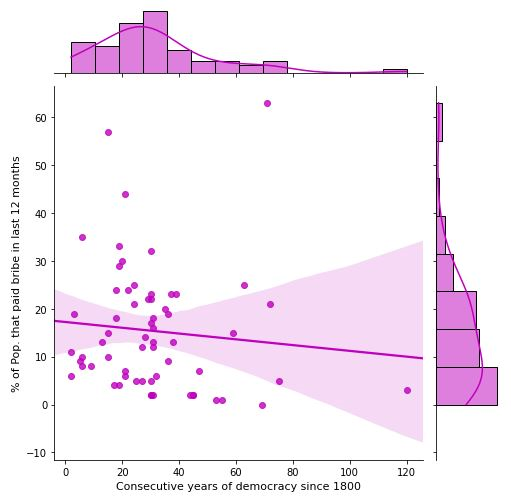 60
50
40
30
20
10
0
−10
% of Pop. that paid bribe in last 12 months
0 20 40 60 80 100 120
Consecutive years of democracy since 1800